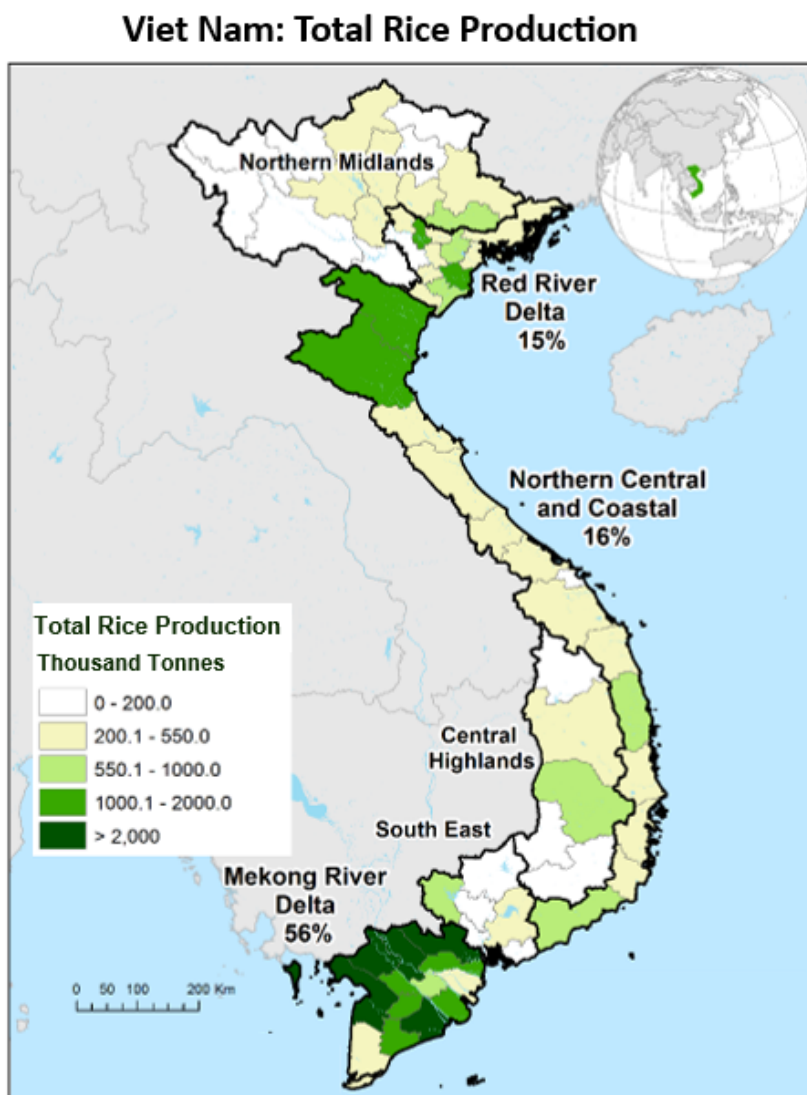 Viet Nam: Total Rice Production
Northern Midlands
Red River
Delta
15%
Northern Central
and Coastal
16%
Total Rice Production
Thousand Tonnes
0 - 200.0
200.1 - 550.0
550.1 - 1000.0
1000.1 - 2000.0
> 2,000
Central
Highlands
South East
Mekong River
Delta
56%
0 50 100 200 Km